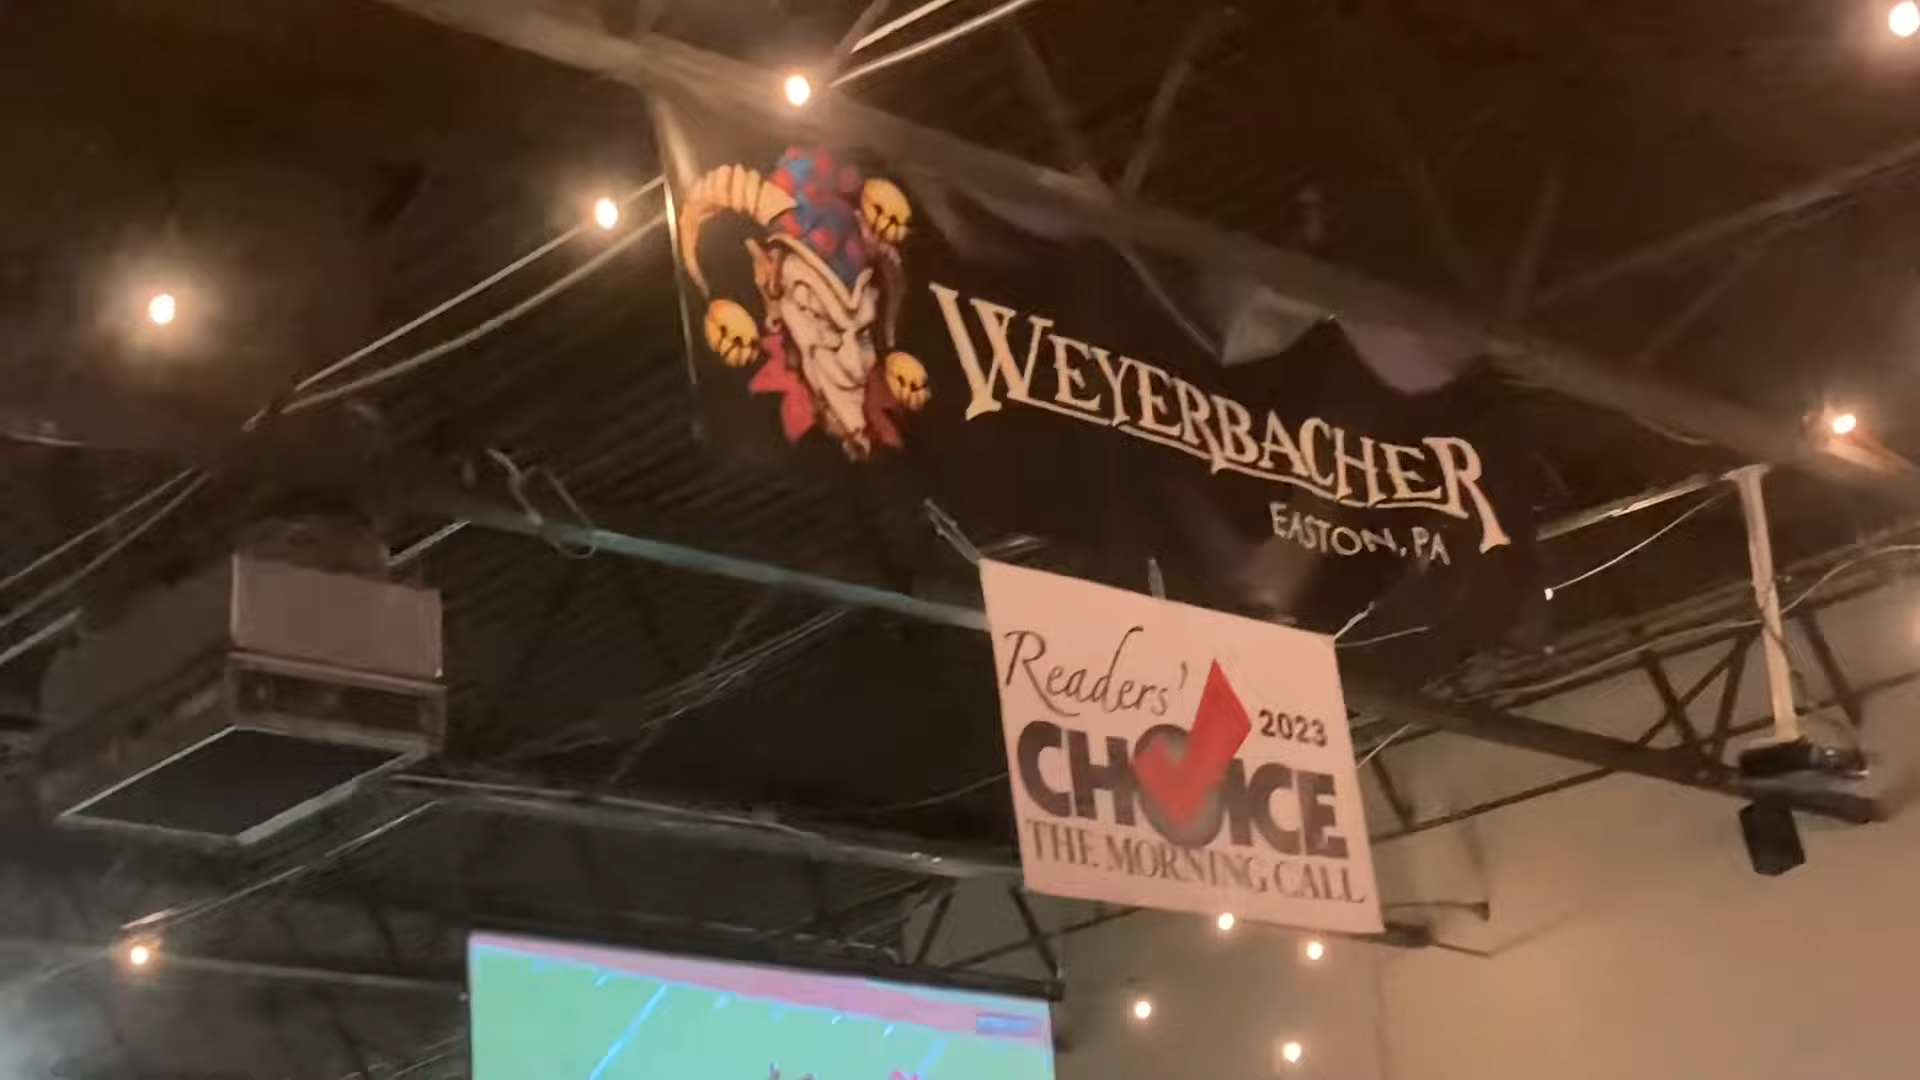 WEYERBACHER
EASTON, PA
Readers'
2023
CHOICE
THE MORNING CALL